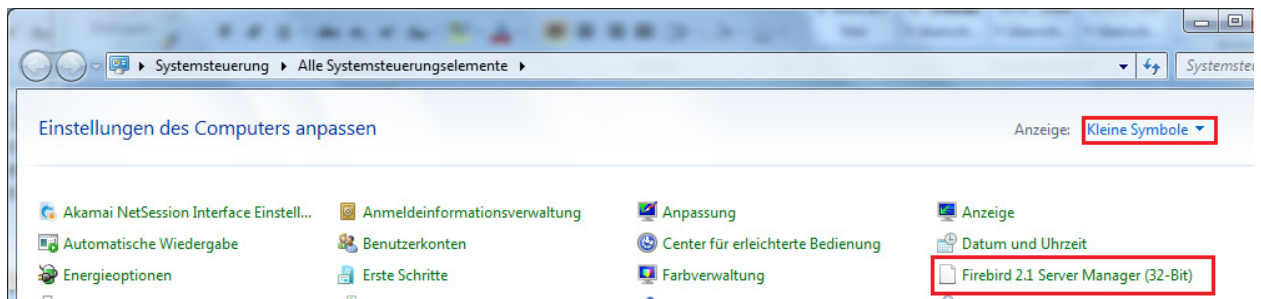 Systemsteuerung ▸ Alle Systemsteuerungselemente ▸ Systemste
Einstellungen des Computers anpassen
Anzeige: Kleine Symbole
Akamai NetSession Interface Einstell... Anmeldeinformationsverwaltung Anpassung Anzeige
Automatische Wiedergabe Benutzerkonten Center für erleichterte Bedienung Datum und Uhrzeit
Energieoptionen Erste Schritte Farbverwaltung Firebird 2.1 Server Manager (32-Bit)